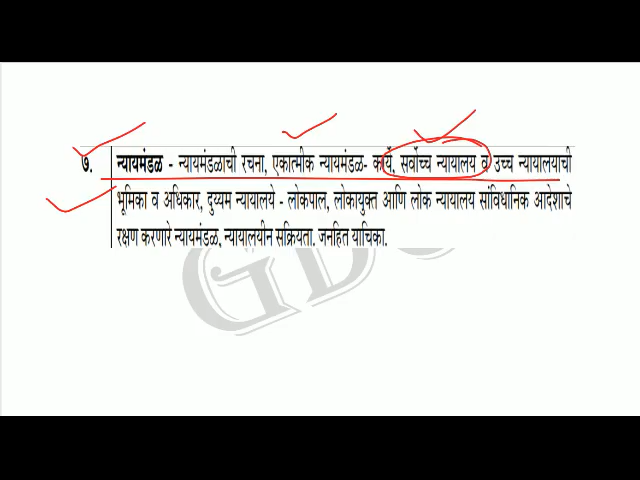 ७. न्यायमंडळ - न्यायमंडळाची रचना, एकात्मीक न्यायमंडळ- कार्ये, सर्वोच्च न्यायालय व उच्च न्यायालयाची
भूमिका व अधिकार, दुय्यम न्यायालये - लोकपाल, लोकायुक्त आणि लोक न्यायालय सांविधानिक आदेशाचे
रक्षण करणारे न्यायमंडळ, न्यायालयीन सक्रियता. जनहित याचिका.